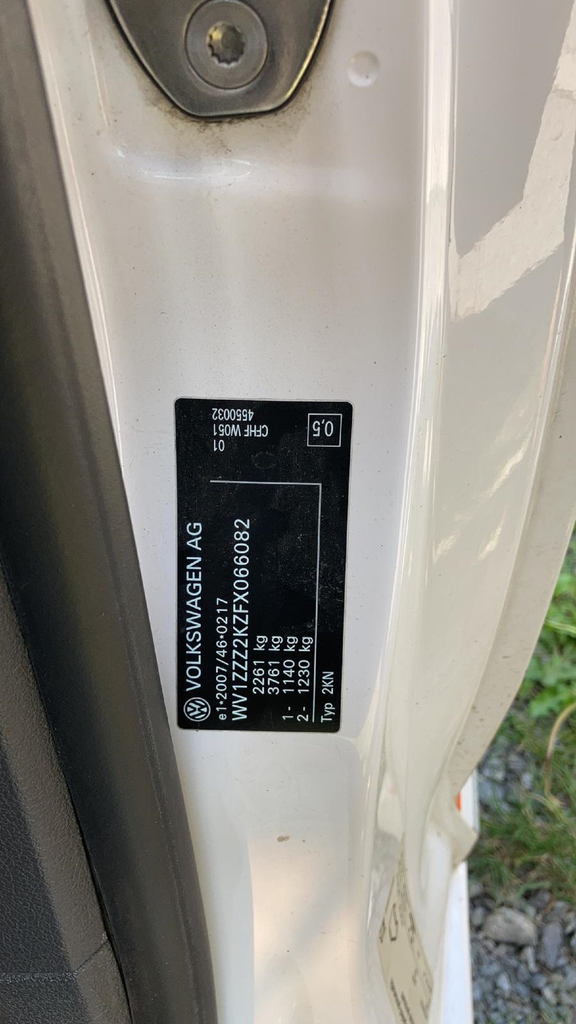 VOLKSWAGEN AG
e1*2007/46*0217
WV1ZZZ2KZFX066082
2261 kg
3761 kg
1- 1140 kg
2- 1230 kg
Typ 2KN
01
CFHF W051
4550032
0,5